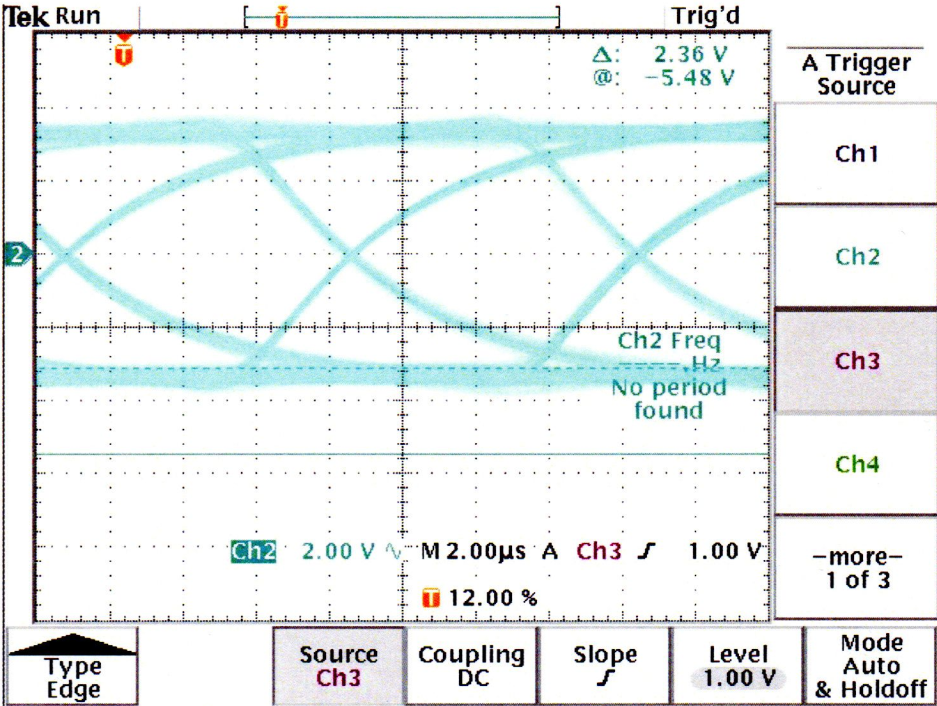 Tek Run
Trig'd
T
T
Δ: 2.36 V
@: −5.48 V
A Trigger
Source
Ch1
Ch2
Ch3
Ch4
−more−
1 of 3
2
Ch2 Freq
−−−−.Hz
No period
found
Ch2 2.00 V M 2.00µs A Ch3 1.00 V
T 12.00 %
Type
Edge
Source
Ch3
Coupling
DC
Slope
Level
1.00 V
Mode
Auto
& Holdoff